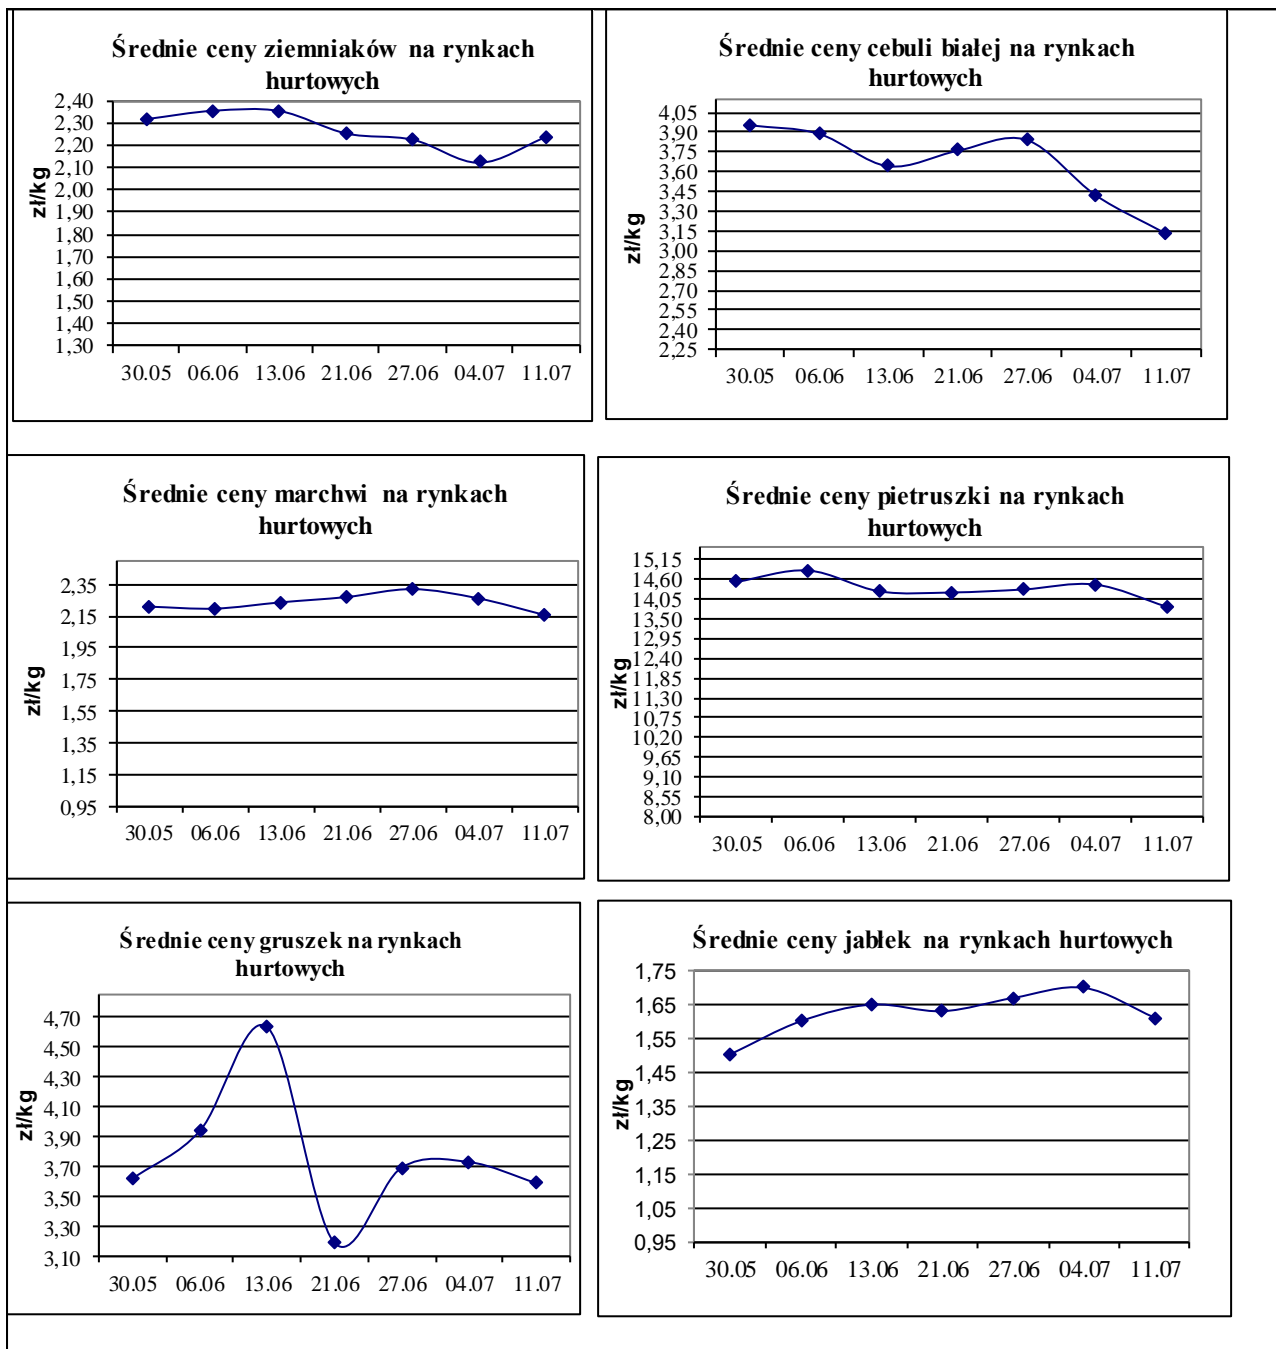 Średnie ceny ziemniaków na rynkach
hurtowych
zł/kg
2,40
2,30
2,20
2,10
2,00
1,90
1,80
1,70
1,60
1,50
1,40
1,30
30.05 06.06 13.06 21.06 27.06 04.07 11.07
Średnie ceny cebuli białej na rynkach
hurtowych
zł/kg
4,05
3,90
3,75
3,60
3,45
3,30
3,15
3,00
2,85
2,70
2,55
2,40
2,25
30.05 06.06 13.06 21.06 27.06 04.07 11.07
Średnie ceny marchwi na rynkach
hurtowych
zł/kg
2,35
2,15
1,95
1,75
1,55
1,35
1,15
0,95
30.05 06.06 13.06 21.06 27.06 04.07 11.07
Średnie ceny pietruszki na rynkach
hurtowych
zł/kg
15,15
14,60
14,05
13,50
12,95
12,40
11,85
11,30
10,75
10,20
9,65
9,10
8,55
8,00
30.05 06.06 13.06 21.06 27.06 04.07 11.07
Średnie ceny gruszek na rynkach
hurtowych
zł/kg
4,70
4,50
4,30
4,10
3,90
3,70
3,50
3,30
3,10
30.05 06.06 13.06 21.06 27.06 04.07 11.07
Średnie ceny jabłek na rynkach hurtowych
zł/kg
1,75
1,65
1,55
1,45
1,35
1,25
1,15
1,05
0,95
30.05 06.06 13.06 21.06 27.06 04.07 11.07